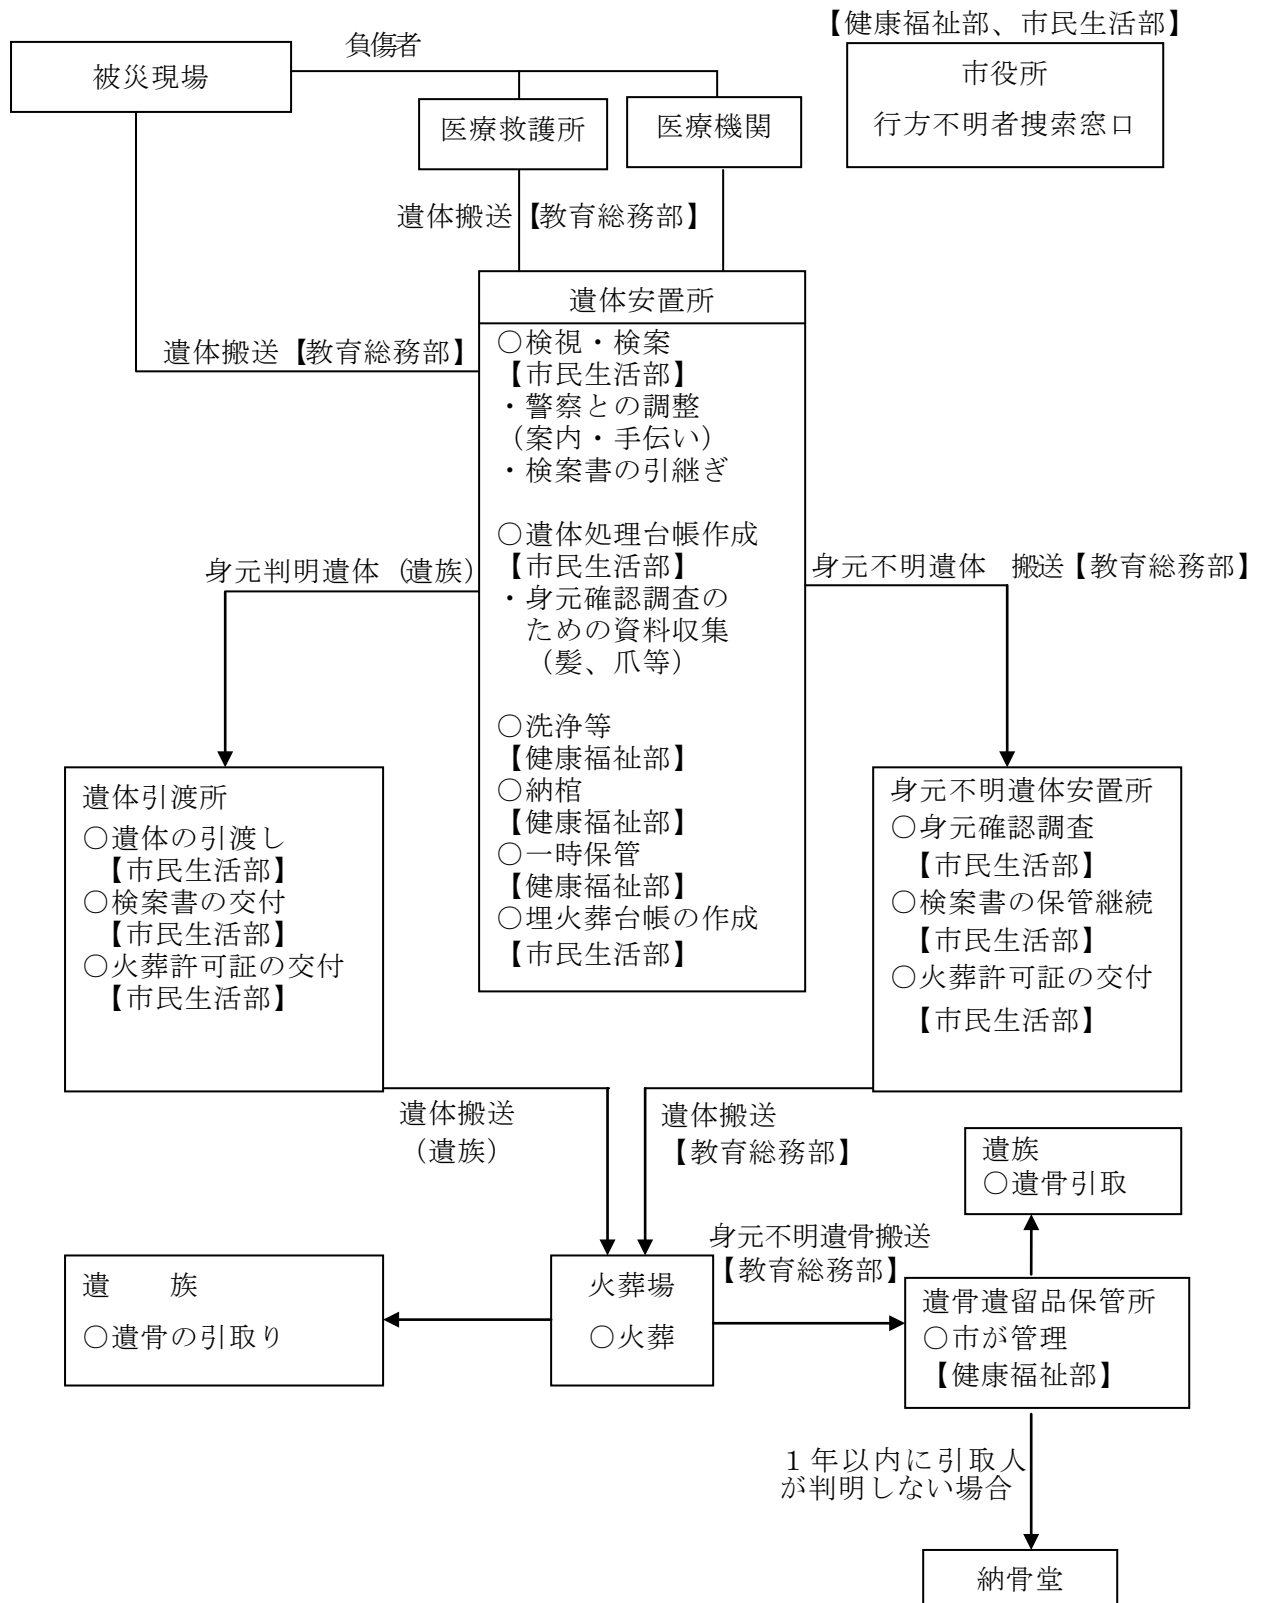 【健康福祉部、市民生活部】
負傷者
被災現場
市役所
行方不明者捜索窓口
医療救護所
医療機関
遺体搬送【教育総務部】
遺体安置所
遺体搬送【教育総務部】
○検視・検案
【市民生活部】
・警察との調整
（案内・手伝い）
・検案書の引継ぎ
○遺体処理台帳作成
【市民生活部】
・身元確認調査の
ための資料収集
（髪、爪等）
○洗浄等
【健康福祉部】
○納棺
【健康福祉部】
○一時保管
【健康福祉部】
○埋火葬台帳の作成
【市民生活部】
身元判明遺体（遺族）
身元不明遺体　搬送【教育総務部】
遺体引渡所
○遺体の引渡し
【市民生活部】
○検案書の交付
【市民生活部】
○火葬許可証の交付
【市民生活部】
身元不明遺体安置所
○身元確認調査
【市民生活部】
○検案書の保管継続
【市民生活部】
○火葬許可証の交付
【市民生活部】
遺体搬送
（遺族）
遺体搬送
【教育総務部】
遺族
○遺骨引取
身元不明遺骨搬送
【教育総務部】
遺　　族
○遺骨の引取り
火葬場
○火葬
遺骨遺留品保管所
○市が管理
【健康福祉部】
１年以内に引取人
が判明しない場合
納骨堂